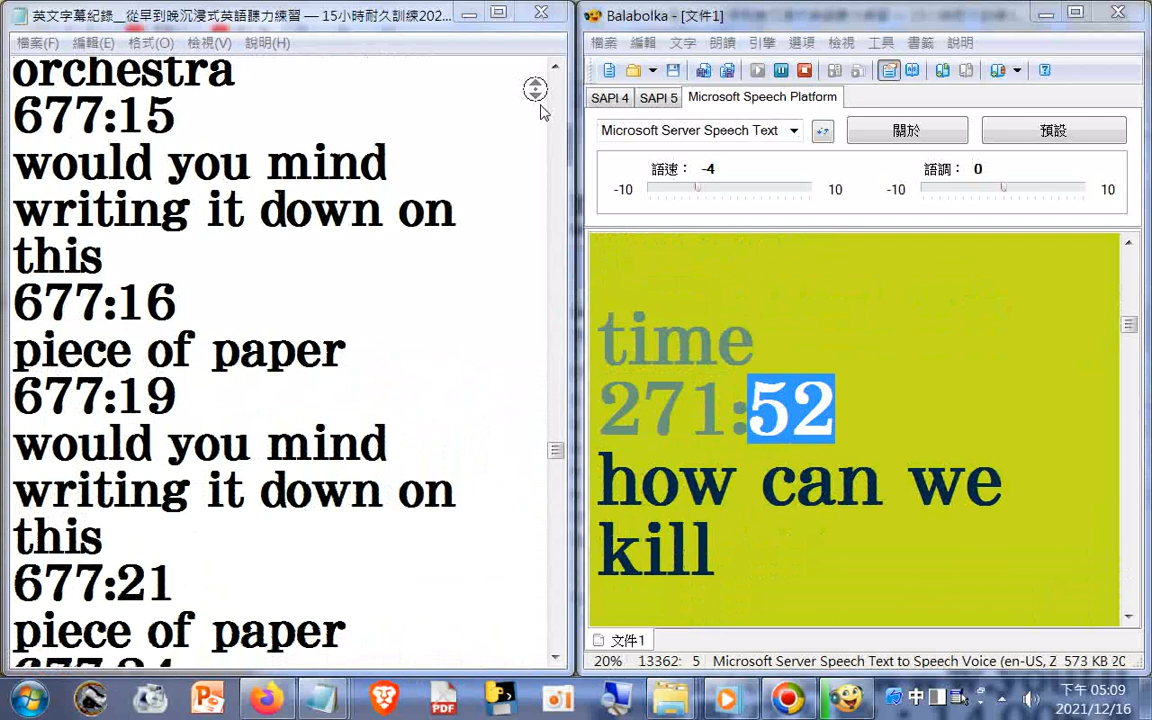 英文字幕紀錄__從早到晚沉浸式英語聽力練習 — 15小時耐久訓練202...
檔案(F) 編輯(E) 格式(O) 檢視(V) 說明(H)
orchestra
677:15
would you mind
writing it down on
this
677:16
piece of paper
677:19
would you mind
writing it down on
this
677:21
piece of paper
677:24
Balabolka - [文件1]
檔案 編輯 文字 朗讀 引擎 選項 檢視 工具 書籤 說明
SAPI 4 SAPI 5 Microsoft Speech Platform
Microsoft Server Speech Text 關於 預設
語速： -4 語調： 0
-10 10 -10 10
time
271:52
how can we
kill
文件1
20% 13362: 5 Microsoft Server Speech Text to Speech Voice (en-US, Z 573 KB 20
中 下午 05:09
2021/12/16